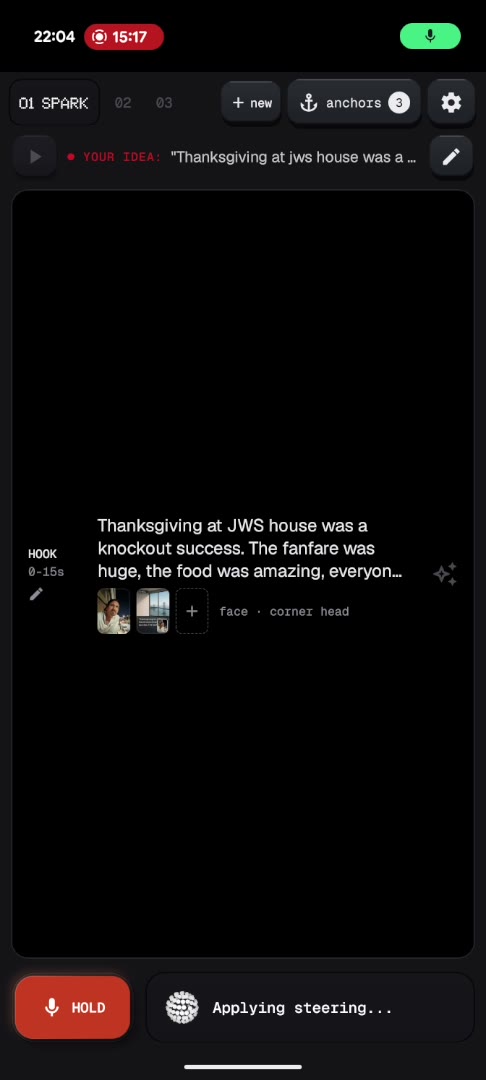 22:04 15:17
01 SPARK 02 03 + new anchors 3
YOUR IDEA: "Thanksgiving at jws house was a ...
Thanksgiving at JWS house was a
knockout success. The fanfare was
huge, the food was amazing, everyon...
HOOK
0-15s
face · corner head
HOLD
Applying steering...